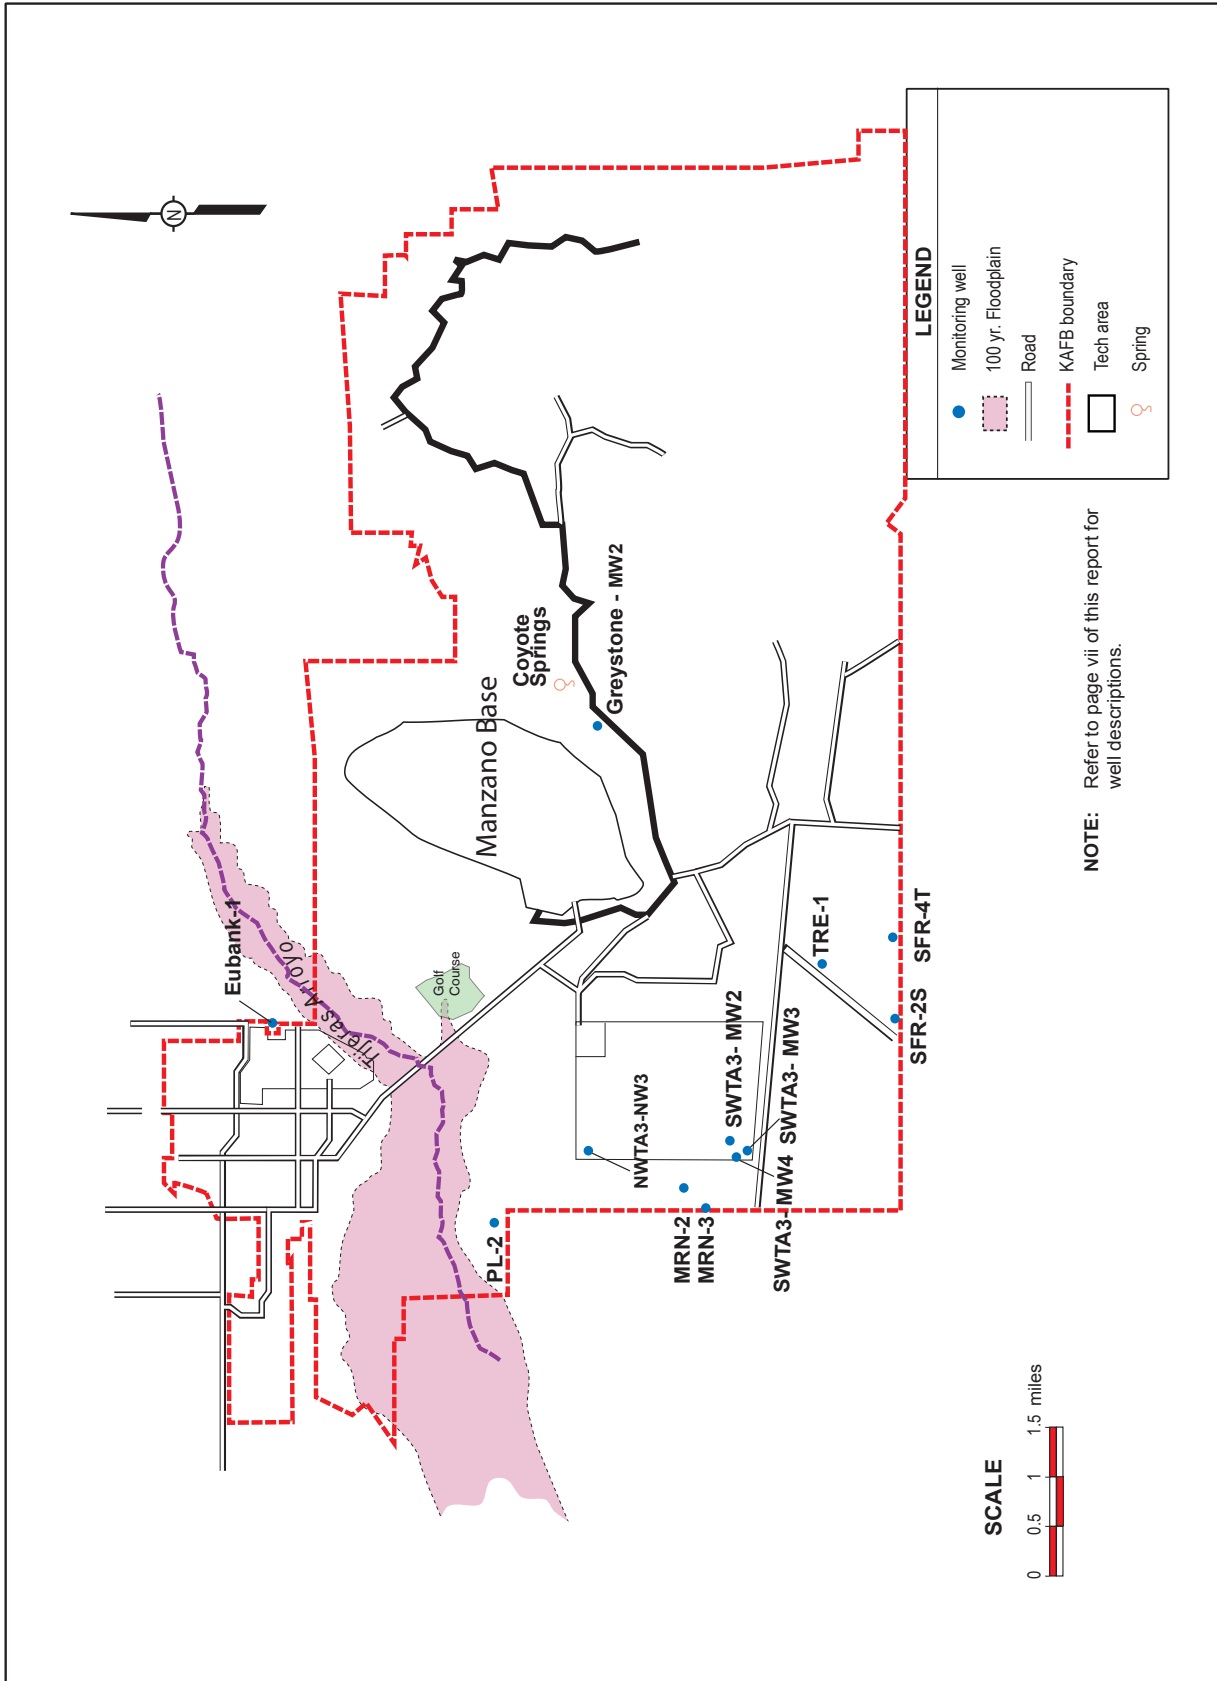 N
Eubank-1
Tijeras Arroyo
Golf
Course
Manzano Base
Coyote
Springs
Greystone - MW2
PL-2
NWTA3-NW3
MRN-2
MRN-3
SWTA3- MW2
SWTA3- MW3
SWTA3- MW4
TRE-1
SFR-2S
SFR-4T
LEGEND
Monitoring well
100 yr. Floodplain
Road
KAFB boundary
Tech area
Spring
NOTE: Refer to page vii of this report for
well descriptions.
SCALE
0 0.5 1 1.5 miles